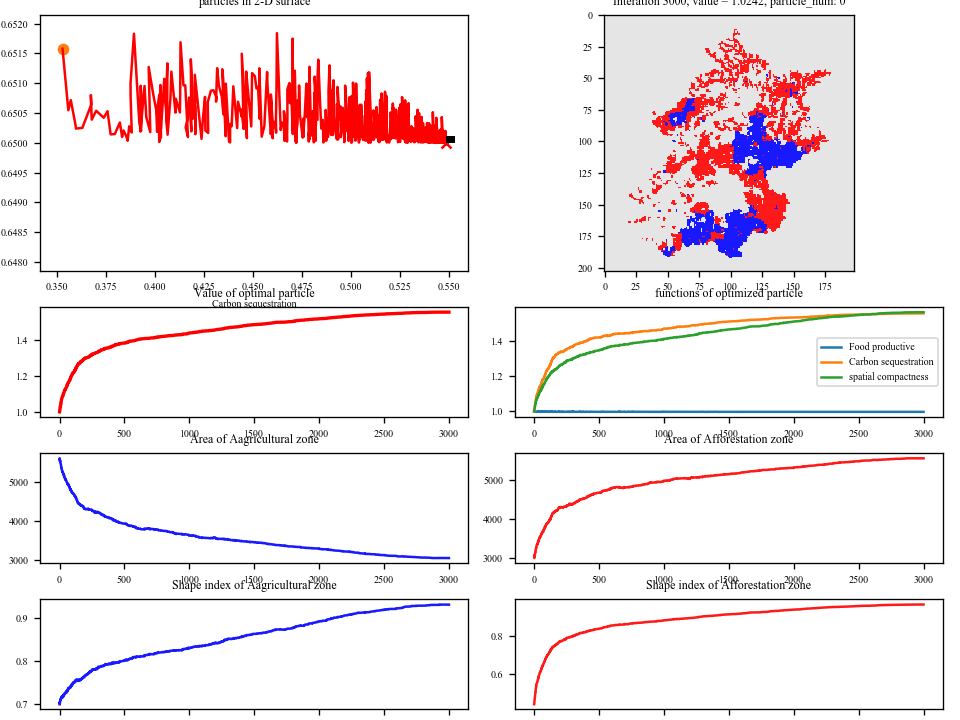 particles in 2-D surface
Interation 3000, value = 1.0242, particle_num: 0
0.6520
0.6515
0.6510
0.6505
0.6500
0.6495
0.6490
0.6485
0.6480
0.350 0.375 0.400 0.425 0.450 0.475 0.500 0.525 0.550
Carbon sequestration
0
25
50
75
100
125
150
175
200
0 25 50 75 100 125 150 175
Value of optimal particle
1.4
1.2
1.0
0 500 1000 1500 2000 2500 3000
functions of optimized particle
1.4
1.2
1.0
Food productive
Carbon sequestration
spatial compactness
0 500 1000 1500 2000 2500 3000
Area of Aagricultural zone
5000
4000
3000
0 500 1000 1500 2000 2500 3000
Area of Afforestation zone
5000
4000
3000
0 500 1000 1500 2000 2500 3000
Shape index of Aagricultural zone
0.9
0.8
0.7
Shape index of Afforestation zone
0.8
0.6